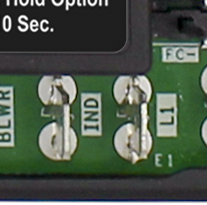 Hold Option
0 Sec.
FC-
BLWR
IND
L1
E1